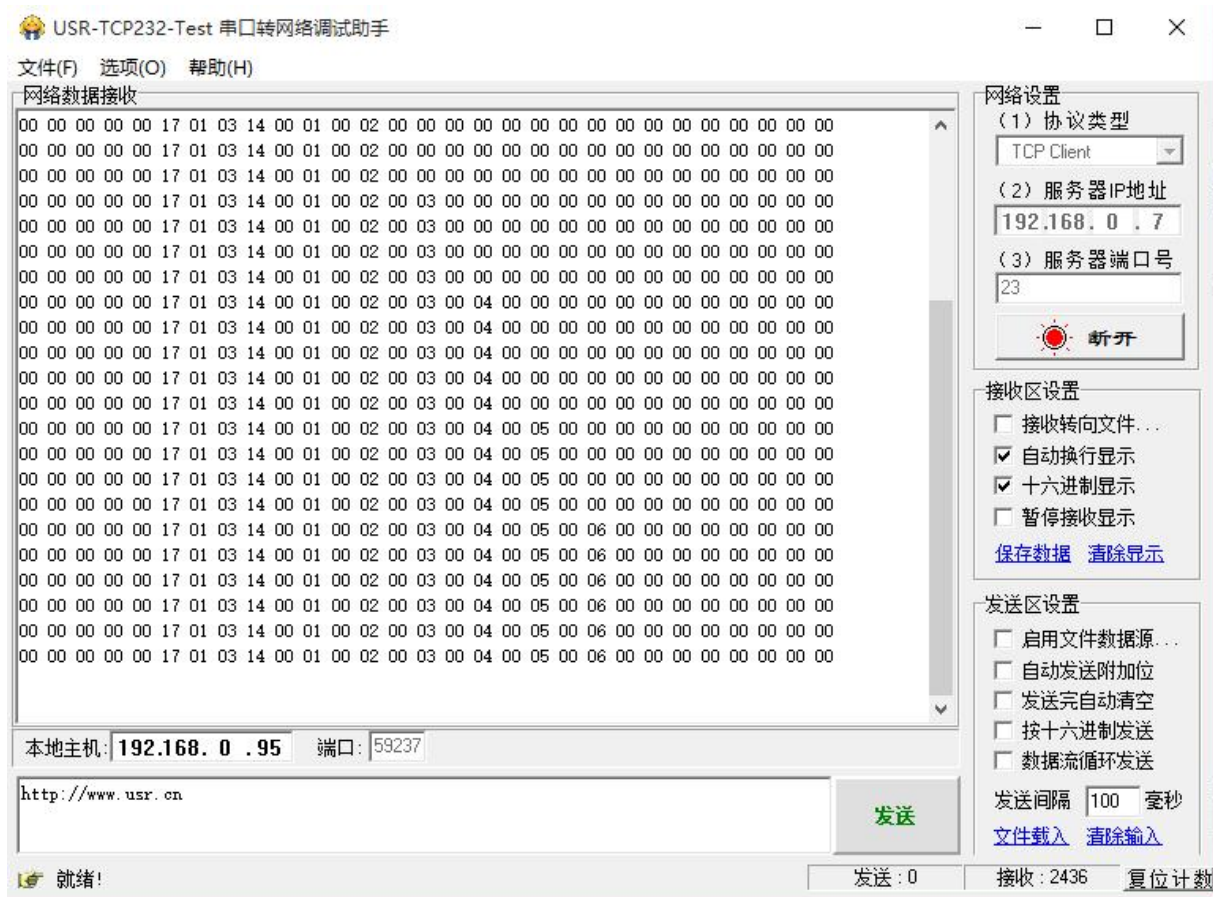 USR-TCP232-Test 串口转网络调试助手
文件(F) 选项(O) 帮助(H)
网络数据接收
00 00 00 00 00 17 01 03 14 00 01 00 02 00 00 00 00 00 00 00 00 00 00 00 00 00 00 00 00
00 00 00 00 00 17 01 03 14 00 01 00 02 00 00 00 00 00 00 00 00 00 00 00 00 00 00 00 00
00 00 00 00 00 17 01 03 14 00 01 00 02 00 00 00 00 00 00 00 00 00 00 00 00 00 00 00 00
00 00 00 00 00 17 01 03 14 00 01 00 02 00 03 00 00 00 00 00 00 00 00 00 00 00 00 00 00
00 00 00 00 00 17 01 03 14 00 01 00 02 00 03 00 00 00 00 00 00 00 00 00 00 00 00 00 00
00 00 00 00 00 17 01 03 14 00 01 00 02 00 03 00 00 00 00 00 00 00 00 00 00 00 00 00 00
00 00 00 00 00 17 01 03 14 00 01 00 02 00 03 00 00 00 00 00 00 00 00 00 00 00 00 00 00
00 00 00 00 00 17 01 03 14 00 01 00 02 00 03 00 04 00 00 00 00 00 00 00 00 00 00 00 00
00 00 00 00 00 17 01 03 14 00 01 00 02 00 03 00 04 00 00 00 00 00 00 00 00 00 00 00 00
00 00 00 00 00 17 01 03 14 00 01 00 02 00 03 00 04 00 00 00 00 00 00 00 00 00 00 00 00
00 00 00 00 00 17 01 03 14 00 01 00 02 00 03 00 04 00 00 00 00 00 00 00 00 00 00 00 00
00 00 00 00 00 17 01 03 14 00 01 00 02 00 03 00 04 00 00 00 00 00 00 00 00 00 00 00 00
00 00 00 00 00 17 01 03 14 00 01 00 02 00 03 00 04 00 05 00 00 00 00 00 00 00 00 00 00
00 00 00 00 00 17 01 03 14 00 01 00 02 00 03 00 04 00 05 00 00 00 00 00 00 00 00 00 00
00 00 00 00 00 17 01 03 14 00 01 00 02 00 03 00 04 00 05 00 00 00 00 00 00 00 00 00 00
00 00 00 00 00 17 01 03 14 00 01 00 02 00 03 00 04 00 05 00 00 00 00 00 00 00 00 00 00
00 00 00 00 00 17 01 03 14 00 01 00 02 00 03 00 04 00 05 00 06 00 00 00 00 00 00 00 00
00 00 00 00 00 17 01 03 14 00 01 00 02 00 03 00 04 00 05 00 06 00 00 00 00 00 00 00 00
00 00 00 00 00 17 01 03 14 00 01 00 02 00 03 00 04 00 05 00 06 00 00 00 00 00 00 00 00
00 00 00 00 00 17 01 03 14 00 01 00 02 00 03 00 04 00 05 00 06 00 00 00 00 00 00 00 00
00 00 00 00 00 17 01 03 14 00 01 00 02 00 03 00 04 00 05 00 06 00 00 00 00 00 00 00 00
00 00 00 00 00 17 01 03 14 00 01 00 02 00 03 00 04 00 05 00 06 00 00 00 00 00 00 00 00
本地主机: 192.168. 0 .95 端口: 59237
http://www.usr.cn
发送
就绪!
发送 : 0
接收 : 2436
复位计数
网络设置
(1) 协议类型
TCP Client
(2) 服务器IP地址
192.168. 0 . 7
(3) 服务器端口号
23
断开
接收区设置
接收转向文件...
自动换行显示
十六进制显示
暂停接收显示
保存数据 清除显示
发送区设置
启用文件数据源...
自动发送附加位
发送完自动清空
按十六进制发送
数据流循环发送
发送间隔 100 毫秒
文件载入 清除输入